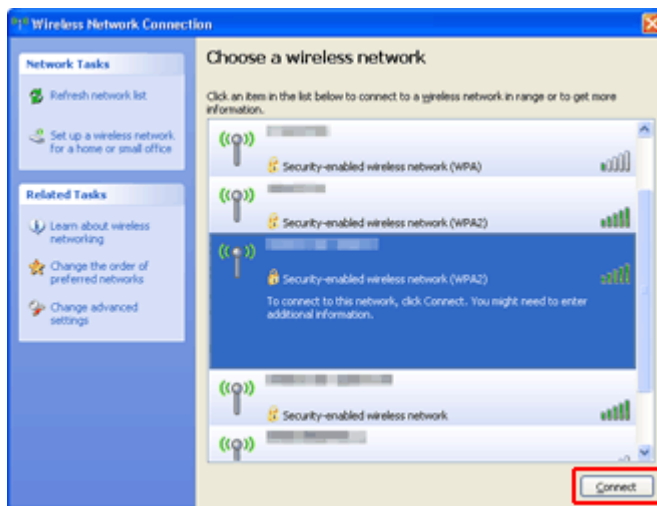 Wireless Network Connection
Network Tasks
Refresh network list
Set up a wireless network
for a home or small office
Related Tasks
Learn about wireless
networking
Change the order of
preferred networks
Change advanced
settings
Choose a wireless network
Click an item in the list below to connect to a wireless network in range or to get more
information.
Security-enabled wireless network (WPA)
Security-enabled wireless network (WPA2)
Security-enabled wireless network (WPA2)
To connect to this network, click Connect. You might need to enter
additional information.
Security-enabled wireless network
Connect